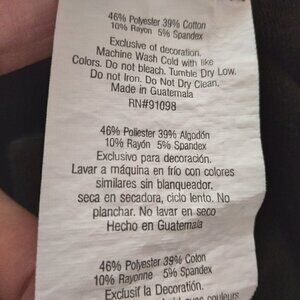 46% Polyester 39% Cotton
10% Rayon 5% Spandex
Exclusive of decoration.
Machine Wash Cold with like
Colors. Do not bleach. Tumble Dry Low.
Do not Iron. Do Not Dry Clean.
Made in Guatemala
RN#91098
46% Poliester 39% Algodón
10% Rayón 5% Spandex
Exclusivo para decoración.
Lavar a máquina en frío con colores
similares sin blanqueador.
seca en secadora, ciclo lento. No
planchar. No lavar en seco
Hecho en Guatemala
46% Polyester 39% Coton
10% Rayonne 5% Spandex
Exclusif la Decoration.
couleurs